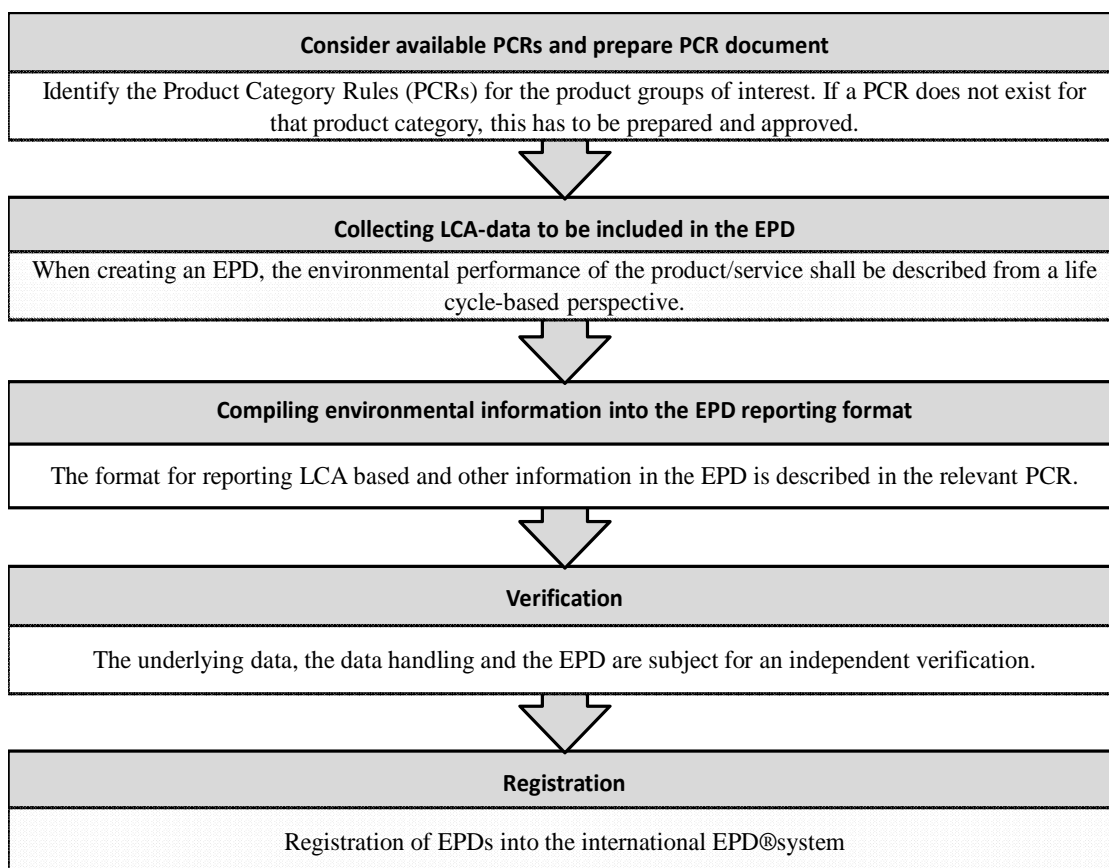 Consider available PCRs and prepare PCR document
Identify the Product Category Rules (PCRs) for the product groups of interest. If a PCR does not exist for
that product category, this has to be prepared and approved.
Collecting LCA-data to be included in the EPD
When creating an EPD, the environmental performance of the product/service shall be described from a life
cycle-based perspective.
Compiling environmental information into the EPD reporting format
The format for reporting LCA based and other information in the EPD is described in the relevant PCR.
Verification
The underlying data, the data handling and the EPD are subject for an independent verification.
Registration
Registration of EPDs into the international EPD®system